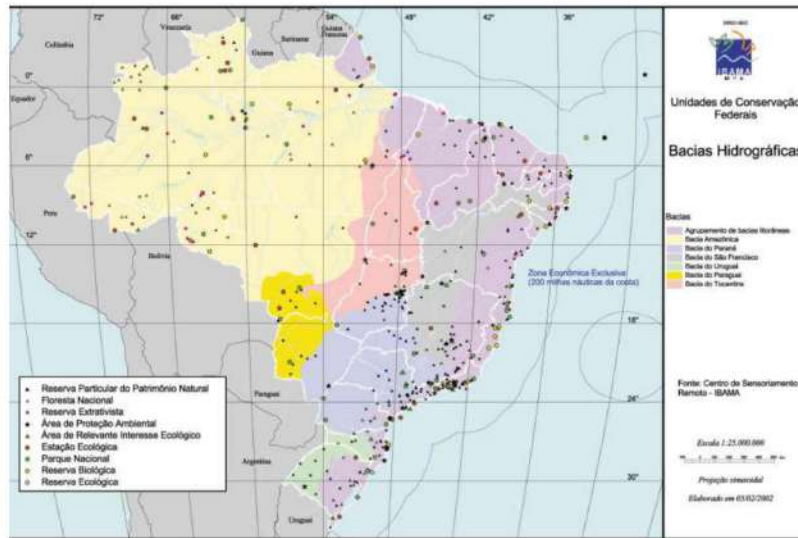 72°
66°
54°
48°
42°
36°
Venezuela
Colômbia
Guiana
Suriname
Guiana
Francesa
0°
Equador
6°
Peru
12°
Bolívia
Zona Econômica Exclusiva
(200 milhas náuticas da costa)
18°
Paraguai
24°
Argentina
30°
Uruguai
Reserva Particular do Patrimônio Natural
Floresta Nacional
Reserva Extrativista
Área de Proteção Ambiental
Área de Relevante Interesse Ecológico
Estação Ecológica
Parque Nacional
Reserva Biológica
Reserva Ecológica
IBAMA
M M A
Unidades de Conservação
Federais
Bacias Hidrográficas
Bacias
Agrupamento de bacias litorâneas
Bacia Amazônica
Bacia do Paraná
Bacia do São Francisco
Bacia do Uruguai
Bacia do Paraguai
Bacia do Tocantins
Fonte: Centro de Sensoriamento
Remoto - IBAMA
Escala 1:25.000.000
Projeção sinusoidal
Elaborado em 05/02/2002